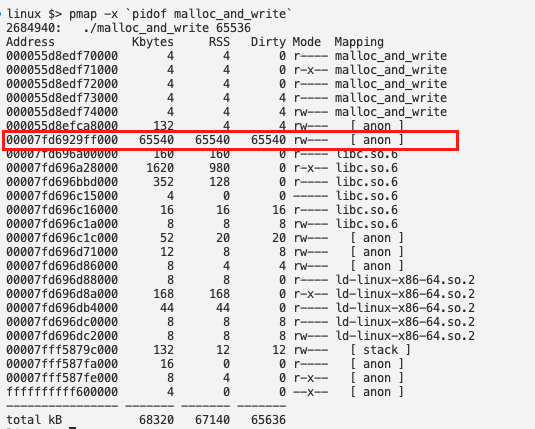 linux $> pmap -x `pidof malloc_and_write`
2684940:   ./malloc_and_write 65536
Address           Kbytes     RSS   Dirty Mode  Mapping
000055d8edf70000       4       4       0 r---- malloc_and_write
000055d8edf71000       4       4       0 r-x-- malloc_and_write
000055d8edf72000       4       4       0 r---- malloc_and_write
000055d8edf73000       4       4       4 r---- malloc_and_write
000055d8edf74000       4       4       4 rw--- malloc_and_write
000055d8efca8000     132       4       4 rw---   [ anon ]
00007fd6929ff000   65540   65540   65540 rw---   [ anon ]
00007fd696a00000     160     160       0 r---- libc.so.6
00007fd696a28000    1620     980       0 r-x-- libc.so.6
00007fd696bbd000     352     128       0 r---- libc.so.6
00007fd696c15000       4       0       0 ----- libc.so.6
00007fd696c16000      16      16      16 r---- libc.so.6
00007fd696c1a000       8       8       8 rw--- libc.so.6
00007fd696c1c000      52      20      20 rw---   [ anon ]
00007fd696d71000      12       8       8 rw---   [ anon ]
00007fd696d86000       8       4       4 rw---   [ anon ]
00007fd696d88000       8       8       0 r---- ld-linux-x86-64.so.2
00007fd696d8a000     168     168       0 r-x-- ld-linux-x86-64.so.2
00007fd696db4000      44      44       0 r---- ld-linux-x86-64.so.2
00007fd696dc0000       8       8       8 r---- ld-linux-x86-64.so.2
00007fd696dc2000       8       8       8 rw--- ld-linux-x86-64.so.2
00007fff5879c000     132      12      12 rw---   [ stack ]
00007fff587fa000      16       0       0 r----   [ anon ]
00007fff587fe000       8       4       0 r-x--   [ anon ]
ffffffffff600000       4       0       0 --x--   [ anon ]
---------------- ------- ------- -------
total kB           68320   67140   65636